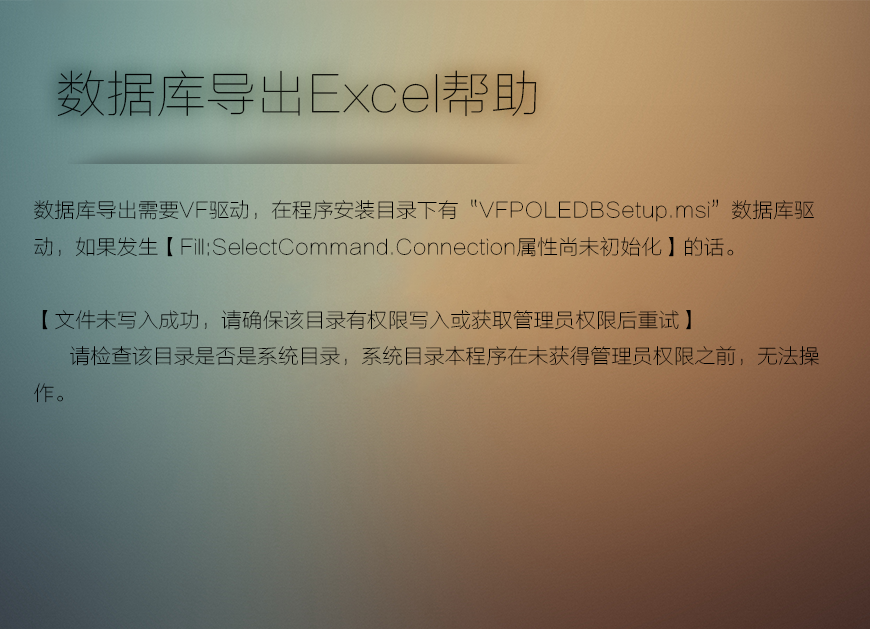 数据库导出Excel帮助
数据库导出需要VF驱动，在程序安装目录下有“VFPOLEDBSetup.msi”数据库驱
动，如果发生【Fill:SelectCommand.Connection属性尚未初始化】的话。
【文件未写入成功，请确保该目录有权限写入或获取管理员权限后重试】
请检查该目录是否是系统目录，系统目录本程序在未获得管理员权限之前，无法操
作。